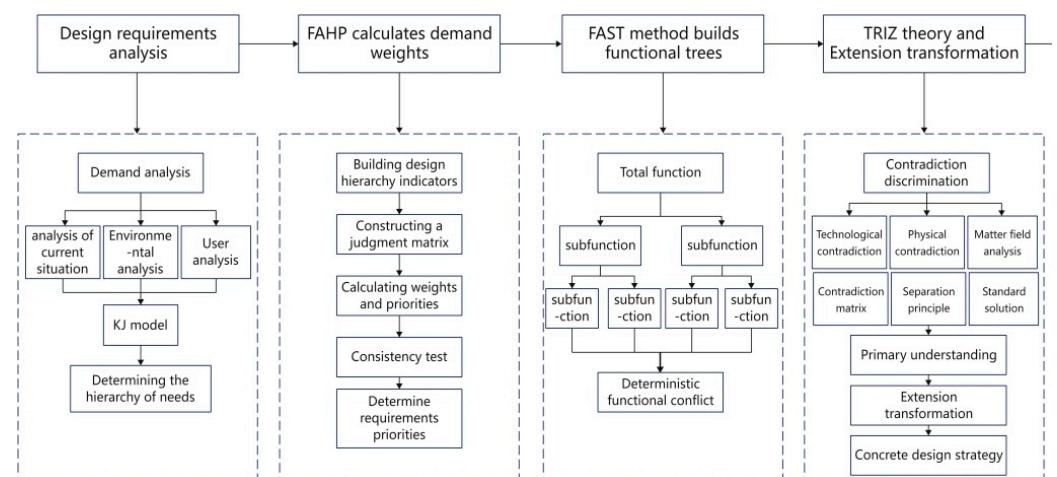 Design requirements
analysis
FAHP calculates demand
weights
FAST method builds
functional trees
TRIZ theory and
Extension transformation
Demand analysis
analysis of
current
situation
Environme
-ntal
analysis
User
analysis
KJ model
Determining the
hierarchy of needs
Building design
hierarchy indicators
Constructing a
judgment matrix
Calculating weights
and priorities
Consistency test
Determine
requirements
priorities
Total function
subfunction
subfunction
subfun
-ction
subfun
-ction
subfun
-ction
subfun
-ction
Deterministic
functional conflict
Contradiction
discrimination
Technological
contradiction
Physical
contradiction
Matter field
analysis
Contradiction
matrix
Separation
principle
Standard
solution
Primary understanding
Extension
transformation
Concrete design strategy